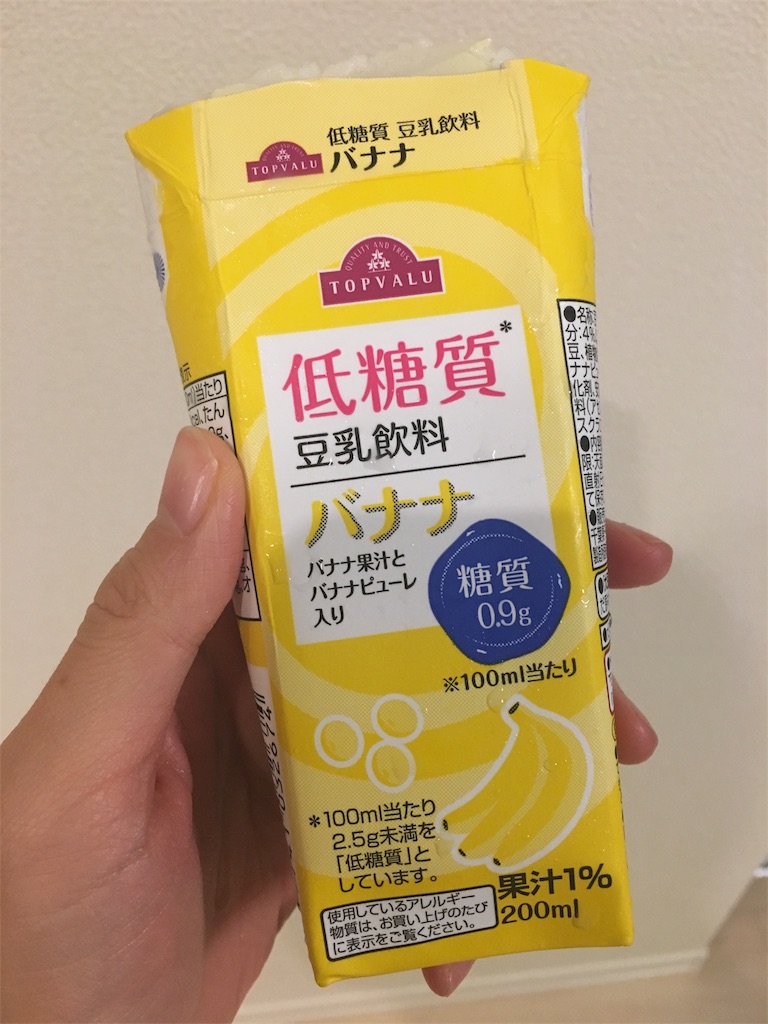 低糖質 豆乳飲料
バナナ
TOPVALU
QUALITY AND TRUST
TOPVALU
低糖質*
豆乳飲料
バナナ
バナナ果汁と
バナナピューレ
入り
糖質
0.9g
※100ml当たり
*100ml当たり
2.5g未満を
「低糖質」と
しています。
果汁1%
200ml
使用しているアレルギー
物質は、お買い上げのたび
に表示をご覧ください。
当たり
たん